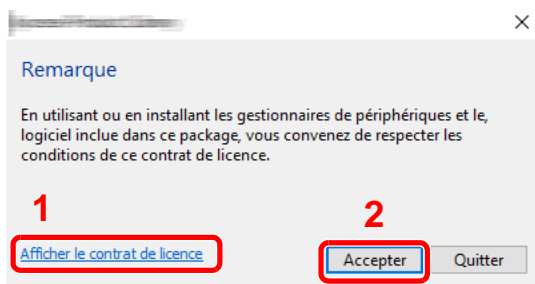 Remarque
En utilisant ou en installant les gestionnaires de périphériques et le,
logiciel inclue dans ce package, vous convenez de respecter les
conditions de ce contrat de licence.
1
2
Afficher le contrat de licence
Accepter
Quitter